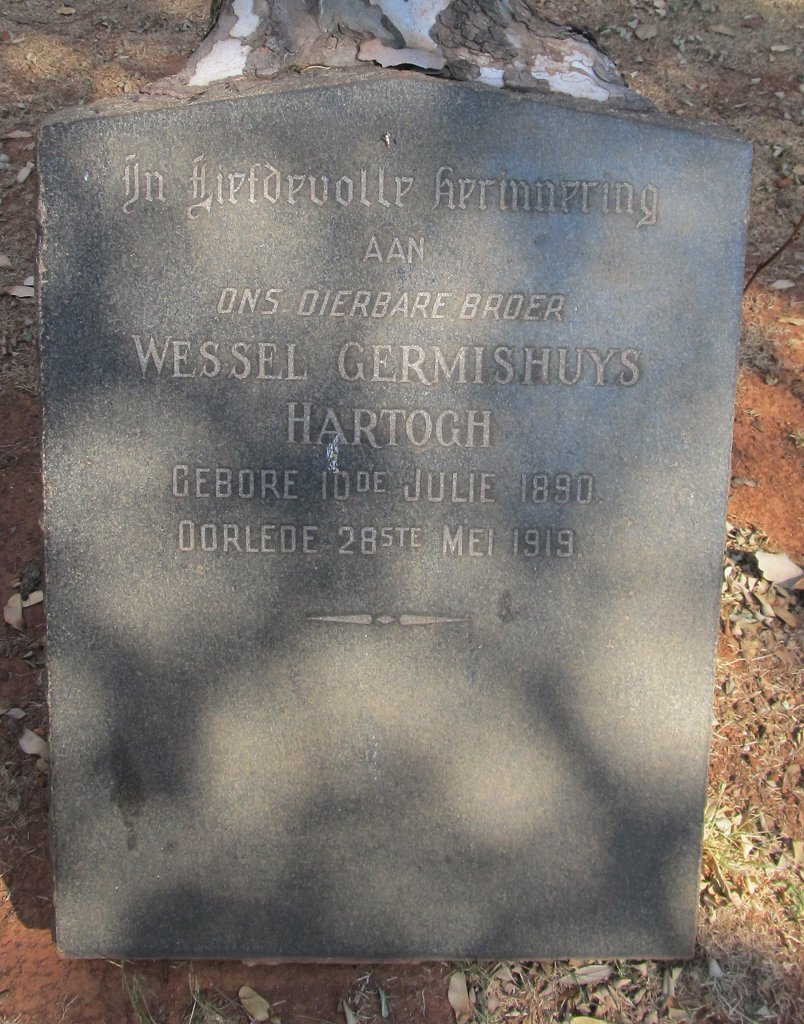 In Liefdevolle herinnering
AAN
ONS DIERBARE BROER
WESSEL GERMISHUYS
HARTOGH
GEBORE 10DE JULIE 1890.
OORLEDE 28STE MEI 1919.